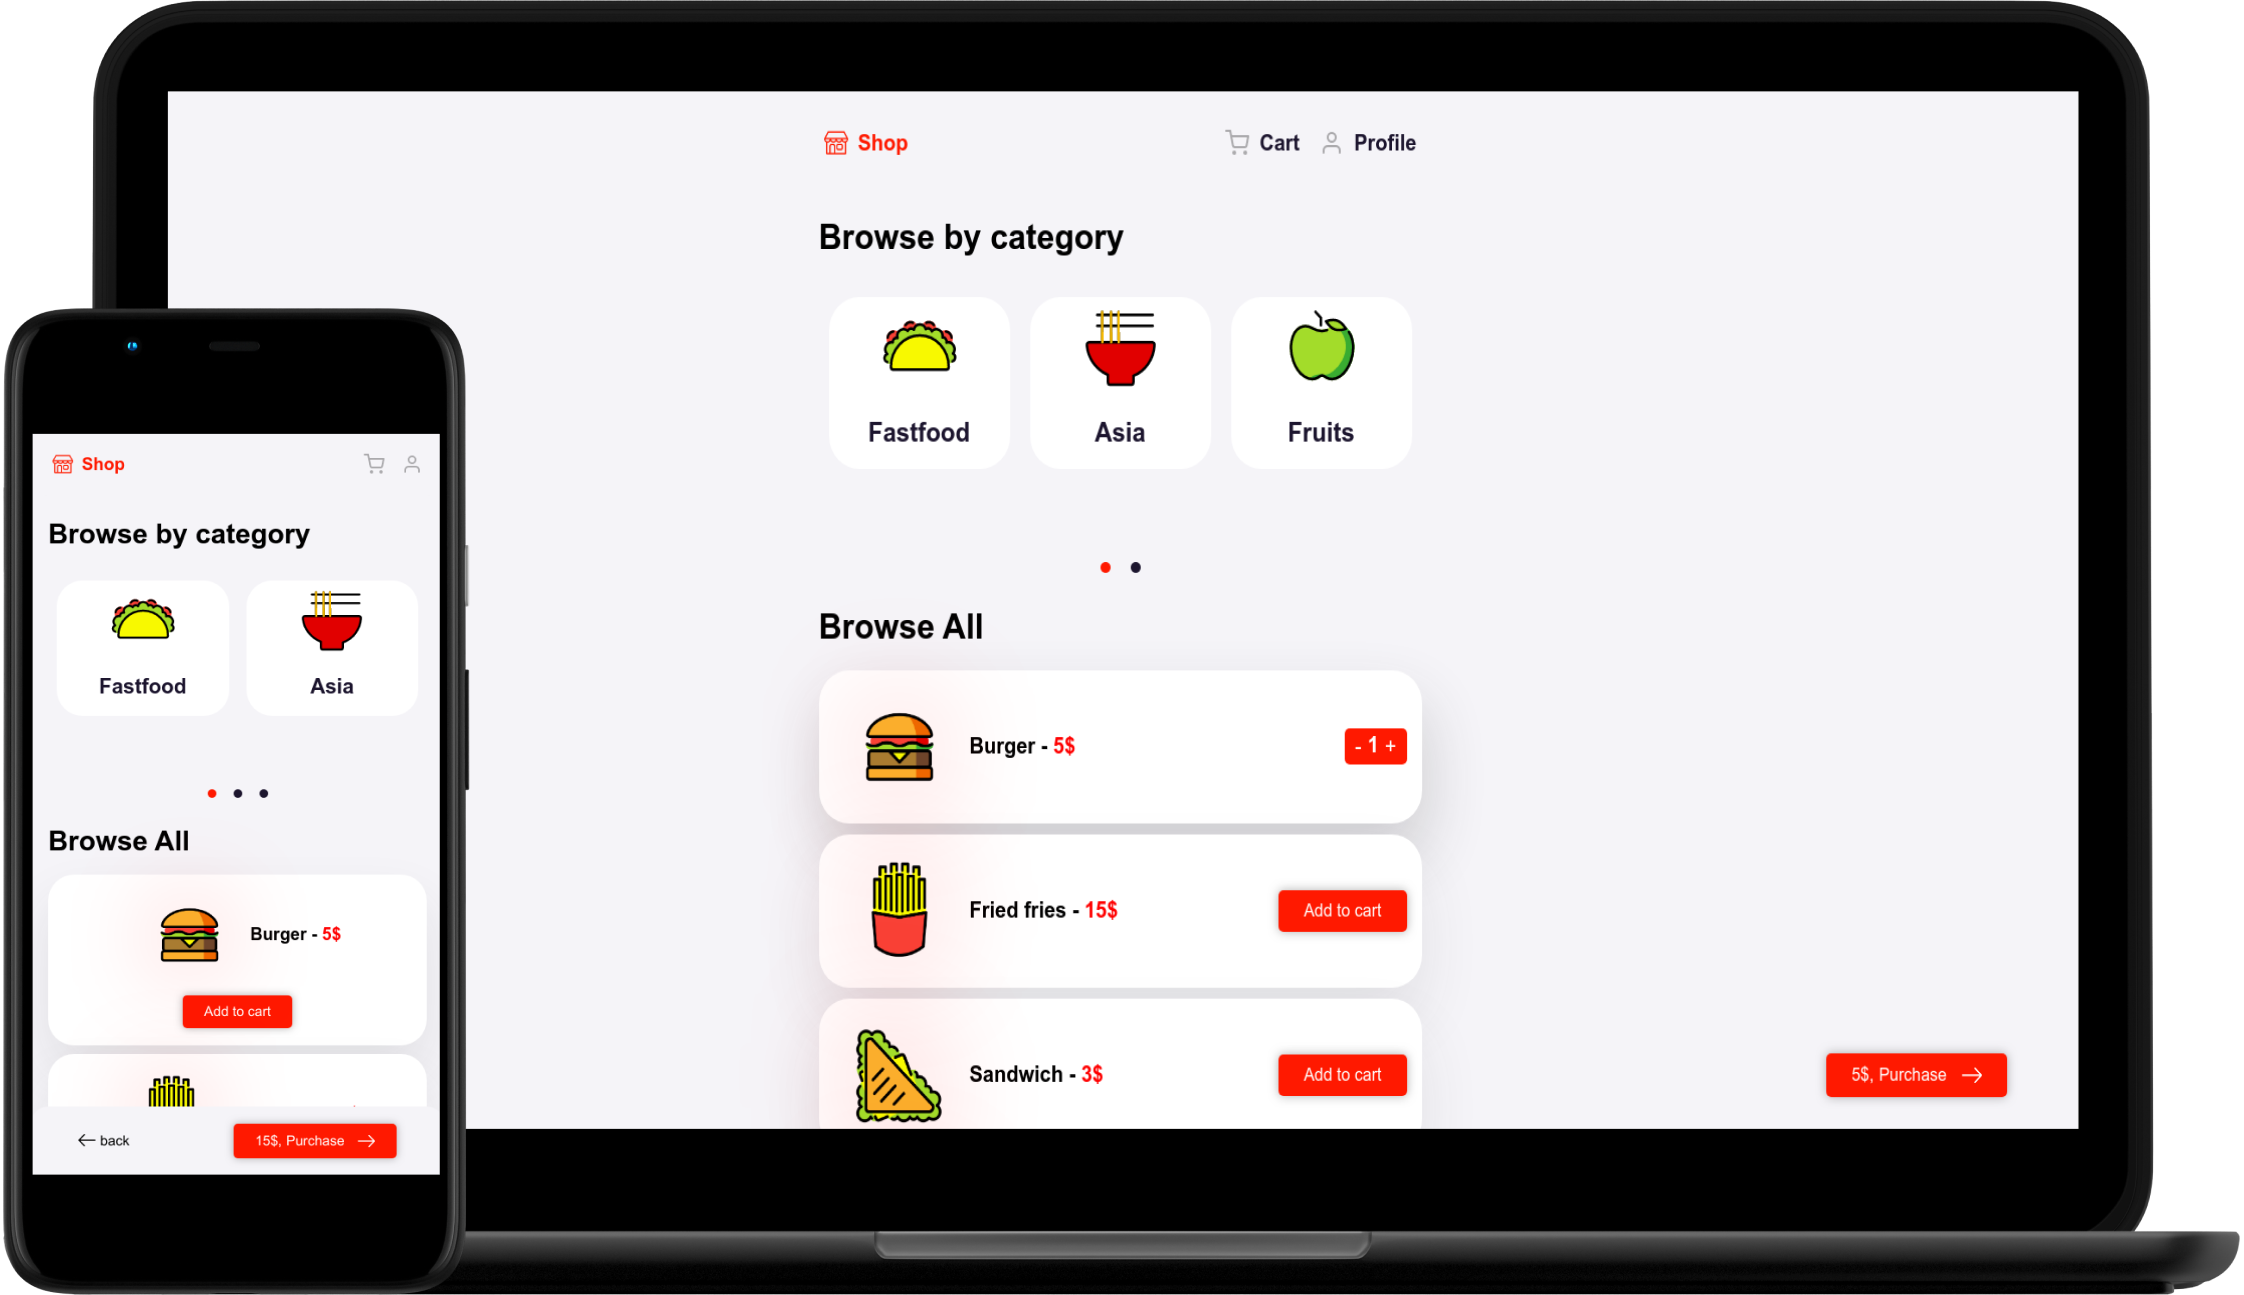 Shop
Cart
Profile
Browse by category
Fastfood
Asia
Fruits
Browse All
Burger - 5$
- 1 +
Fried fries - 15$
Add to cart
Sandwich - 3$
Add to cart
5$, Purchase
Shop
Browse by category
Fastfood
Asia
Browse All
Burger - 5$
Add to cart
back
15$, Purchase